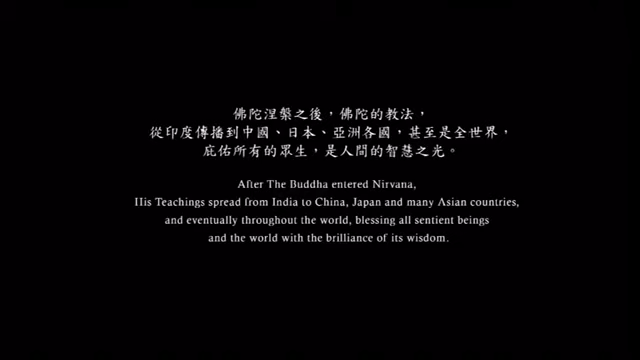 佛陀涅槃之後，佛陀的教法，
從印度傳播到中國、日本、亞洲各國，甚至是全世界，
庇佑所有的眾生，是人間的智慧之光。
After The Buddha entered Nirvana,
His Teachings spread from India to China, Japan and many Asian countries,
and eventually throughout the world, blessing all sentient beings
and the world with the brilliance of its wisdom.